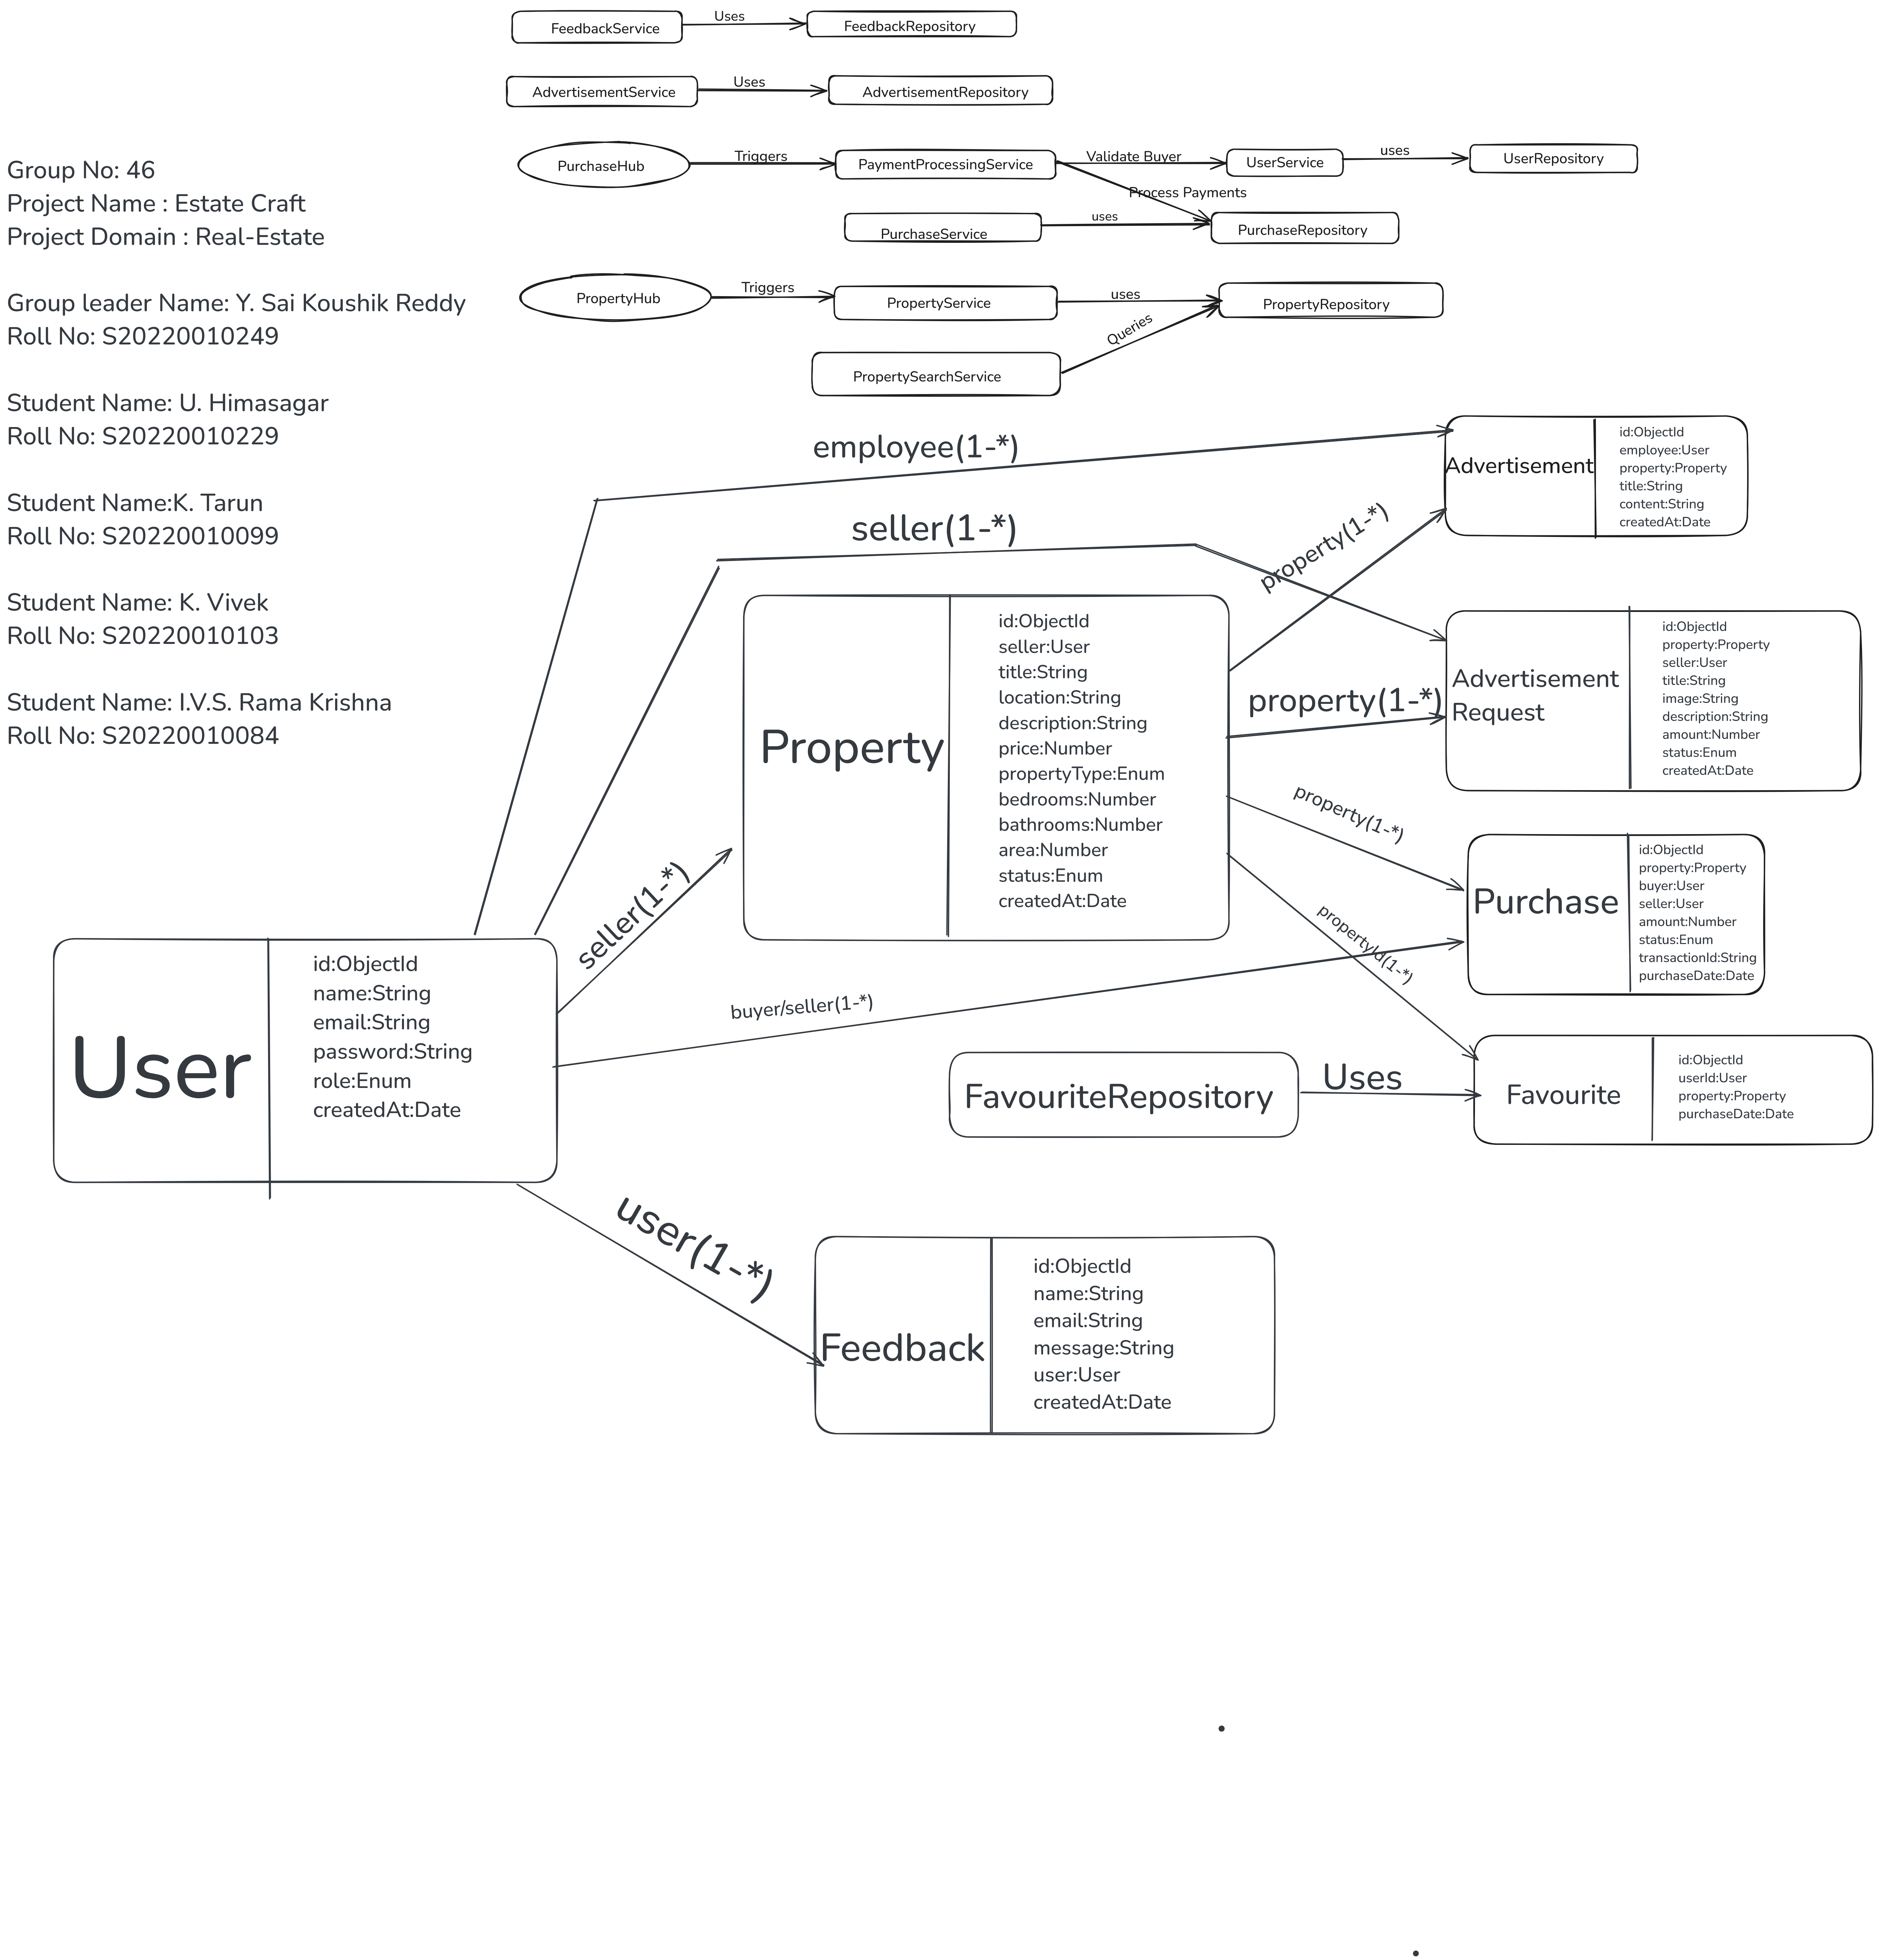 FeedbackService
Uses
FeedbackRepository
AdvertisementService
Uses
AdvertisementRepository
PurchaseHub
Triggers
PaymentProcessingService
Validate Buyer
UserService
uses
UserRepository
Process Payments
PurchaseService
uses
PurchaseRepository
PropertyHub
Triggers
PropertyService
uses
PropertyRepository
Queries
PropertySearchService
Group No: 46
Project Name : Estate Craft
Project Domain : Real-Estate
Group leader Name: Y. Sai Koushik Reddy
Roll No: S20220010249
Student Name: U. Himasagar
Roll No: S20220010229
Student Name:K. Tarun
Roll No: S20220010099
Student Name: K. Vivek
Roll No: S20220010103
Student Name: I.V.S. Rama Krishna
Roll No: S20220010084
employee(1-*)
seller(1-*)
property(1-*)
Advertisement
id:ObjectId
employee:User
property:Property
title:String
content:String
createdAt:Date
Property
id:ObjectId
seller:User
title:String
location:String
description:String
price:Number
propertyType:Enum
bedrooms:Number
bathrooms:Number
area:Number
status:Enum
createdAt:Date
property(1-*)
Advertisement
Request
id:ObjectId
property:Property
seller:User
title:String
image:String
description:String
amount:Number
status:Enum
createdAt:Date
property(1-*)
Purchase
id:ObjectId
property:Property
buyer:User
seller:User
amount:Number
status:Enum
transactionId:String
purchaseDate:Date
seller(1-*)
propertyId(1-*)
buyer/seller(1-*)
User
id:ObjectId
name:String
email:String
password:String
role:Enum
createdAt:Date
FavouriteRepository
Uses
Favourite
id:ObjectId
userId:User
property:Property
purchaseDate:Date
user(1-*)
Feedback
id:ObjectId
name:String
email:String
message:String
user:User
createdAt:Date